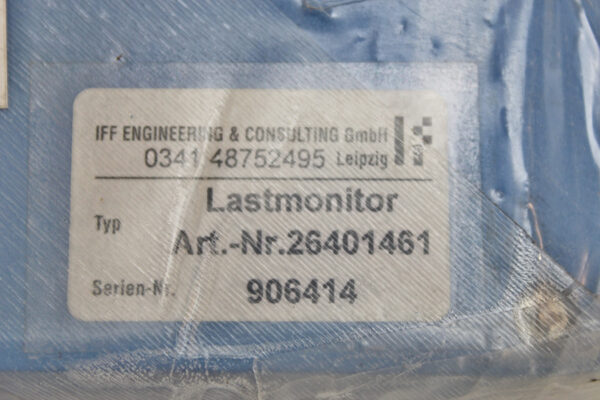 IFF ENGINEERING & CONSULTING GmbH
0341 48752495 Leipzig
Lastmonitor
Typ
Art.-Nr.26401461
Serien-Nr. 906414